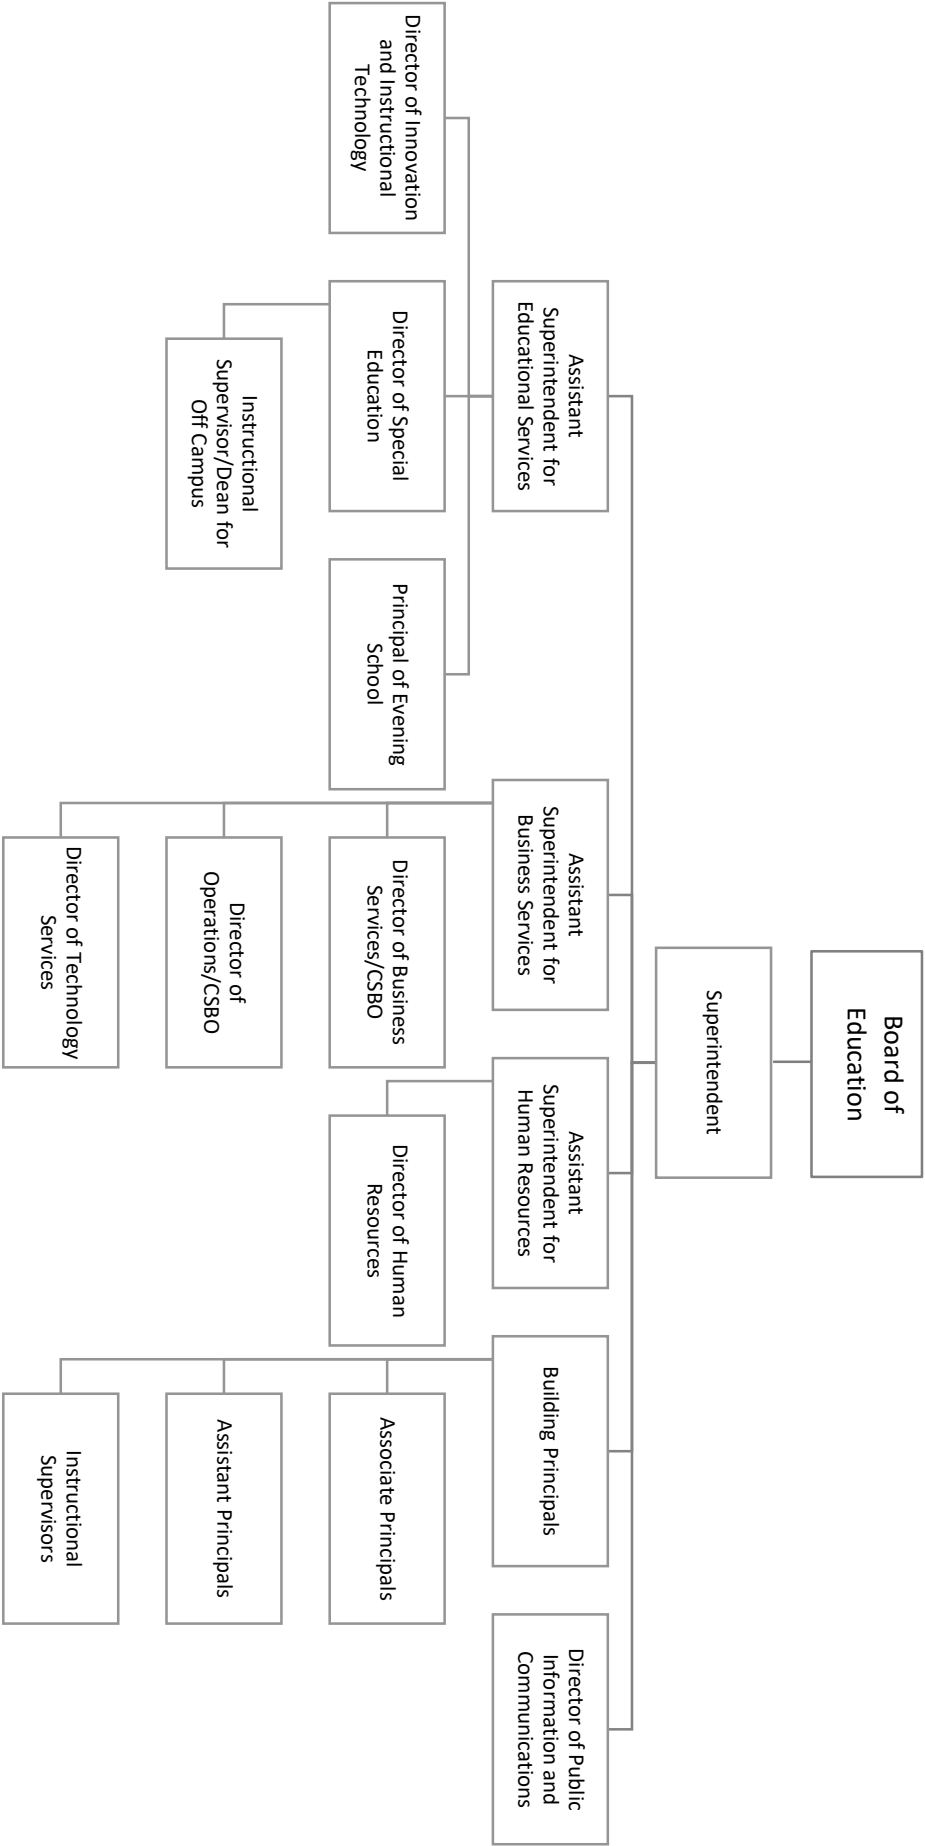 Board of
Education
Superintendent
Assistant
Superintendent for
Educational Services
Assistant
Superintendent for
Business Services
Assistant
Superintendent for
Human Resources
Building Principals
Director of Public
Information and
Communications
Director of Innovation
and Instructional
Technology
Director of Special
Education
Principal of Evening
School
Director of Business
Services/CSBO
Director of Human
Resources
Associate Principals
Instructional
Supervisor/Dean for
Off Campus
Director of
Operations/CSBO
Assistant Principals
Director of Technology
Services
Instructional
Supervisors